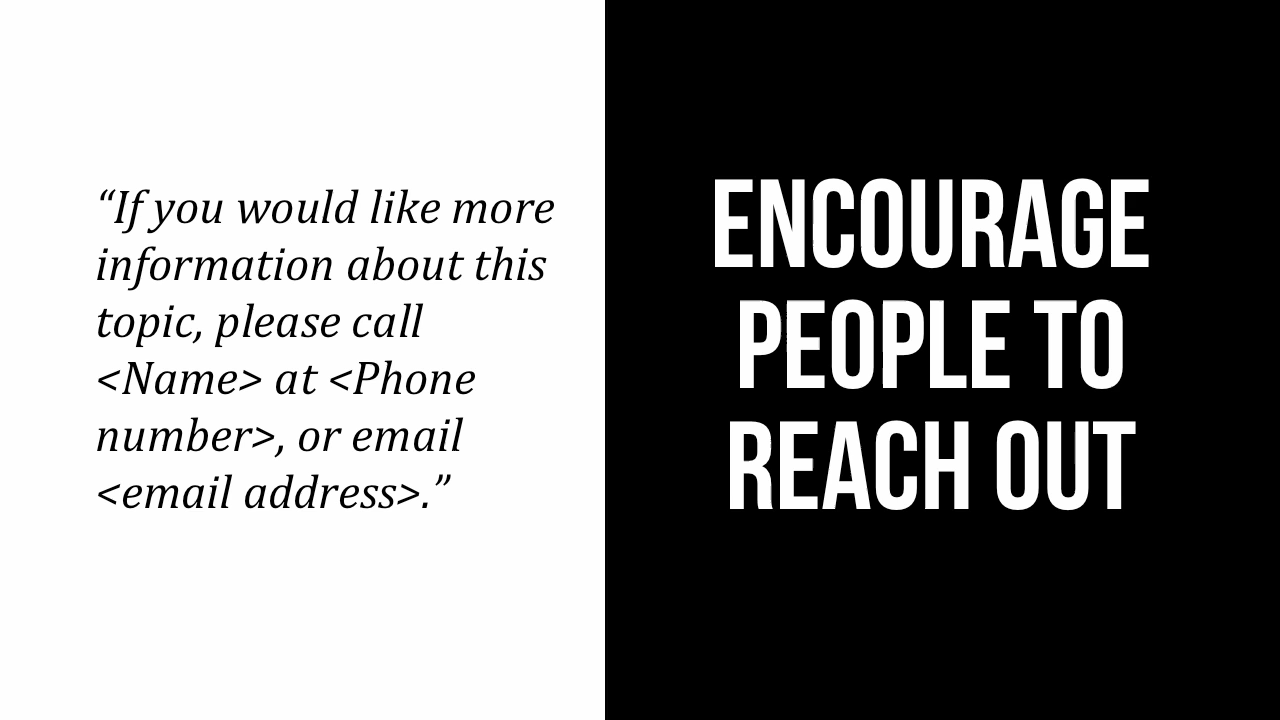 “If you would like more
information about this
topic, please call
<Name> at <Phone
number>, or email
<email address>.”
ENCOURAGE
PEOPLE TO
REACH OUT